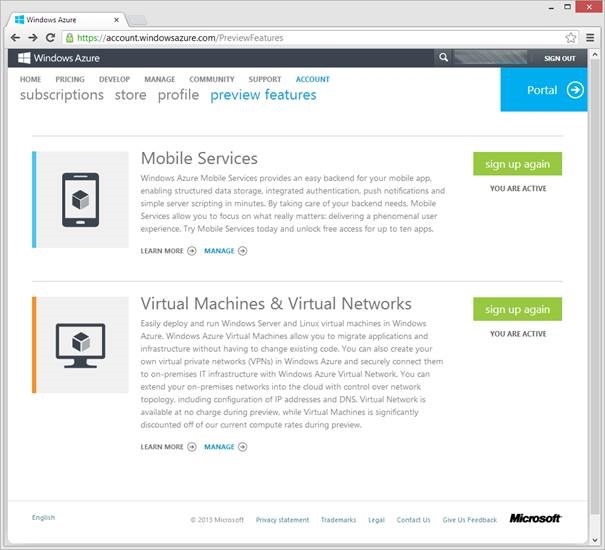 Windows Azure
https://account.windowsazure.com/PreviewFeatures
Windows Azure
SIGN OUT
HOME PRICING DEVELOP MANAGE COMMUNITY SUPPORT ACCOUNT
subscriptions store profile preview features
Portal
Mobile Services
sign up again
YOU ARE ACTIVE
Windows Azure Mobile Services provides an easy backend for your mobile app,
enabling structured data storage, integrated authentication, push notifications and
simple server scripting in minutes. By taking care of your backend needs, Mobile
Services allow you to focus on what really matters: delivering a phenomenal user
experience. Try Mobile Services today and unlock free access for up to ten apps.
LEARN MORE MANAGE
Virtual Machines & Virtual Networks
sign up again
YOU ARE ACTIVE
Easily deploy and run Windows Server and Linux virtual machines in Windows
Azure. Windows Azure Virtual Machines allow you to migrate applications and
infrastructure without having to change existing code. You can also create your
own virtual private networks (VPNs) in Windows Azure and securely connect them
to on-premises IT infrastructure with Windows Azure Virtual Network. You can
extend your on-premises networks into the cloud with control over network
topology, including configuration of IP addresses and DNS. Virtual Network is
available at no charge during preview, while Virtual Machines is significantly
discounted off of our current compute rates during preview.
LEARN MORE MANAGE
English
© 2013 Microsoft Privacy statement Trademarks Legal Contact Us Give Us Feedback Microsoft